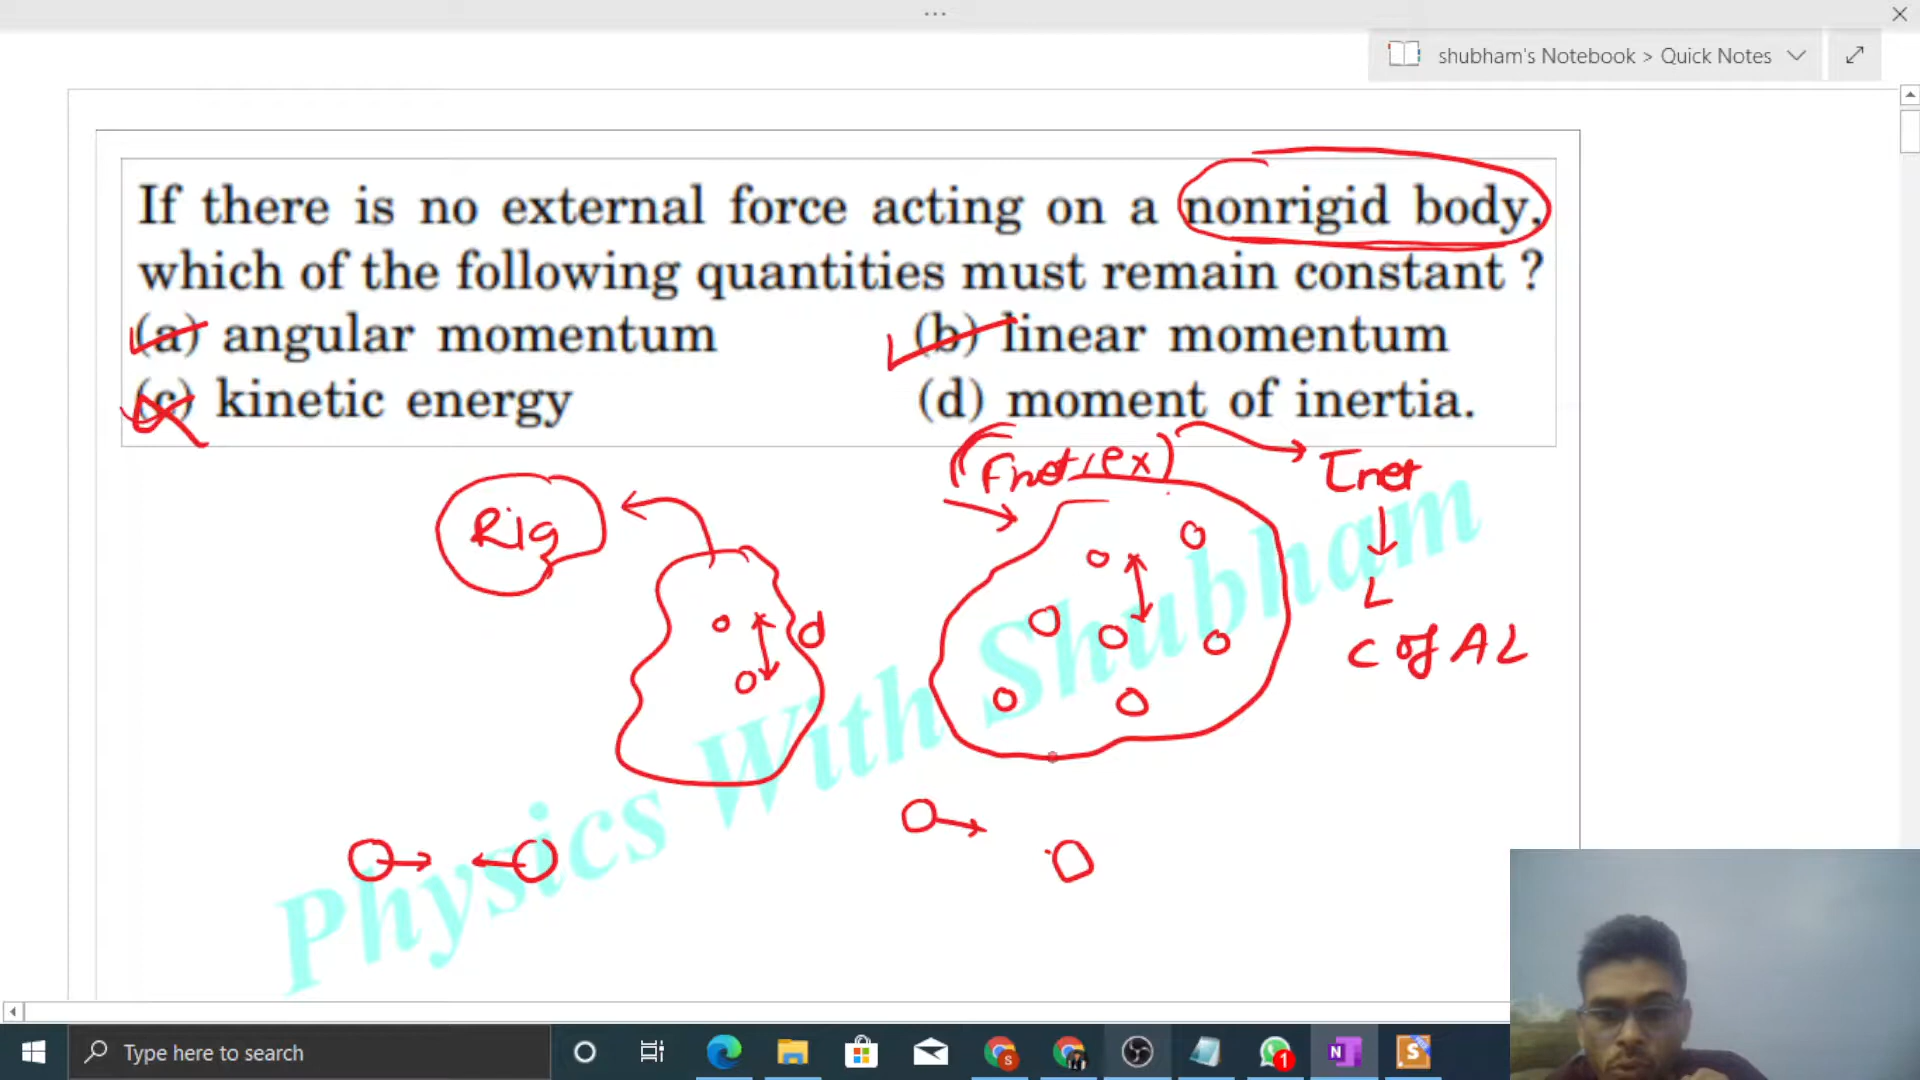 shubham's Notebook > Quick Notes
If there is no external force acting on a nonrigid body,
which of the following quantities must remain constant ?
(a) angular momentum (b) linear momentum
(c) kinetic energy (d) moment of inertia.
(Fnet, ex) τnet
Rig
L
d
C of AL
Physics With Shubham
Type here to search
S
1
N
S